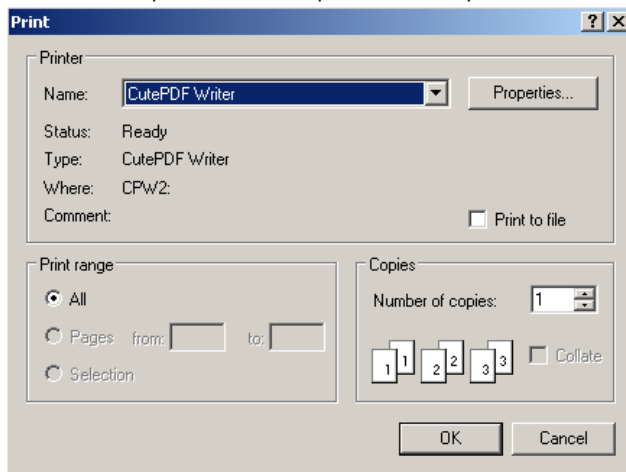 Print
Printer
Name: CutePDF Writer Properties...
Status: Ready
Type: CutePDF Writer
Where: CPW2:
Comment: Print to file
Print range
All
Pages from: to:
Selection
Copies
Number of copies: 1
1 1 2 2 3 3 Collate
OK Cancel